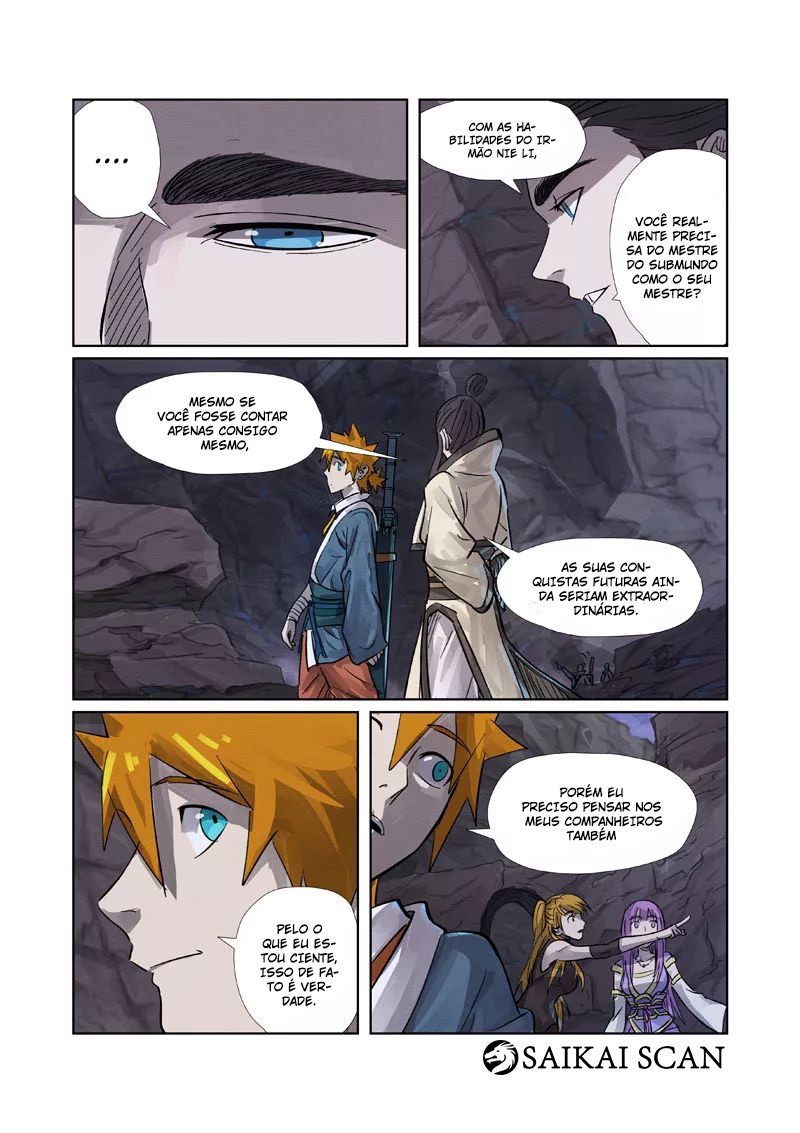 ....
COM AS HA-
BILIDADES DO IR-
MÃO NIE LI,
VOCÊ REAL-
MENTE PRECI-
SA DO MESTRE
DO SUBMUNDO
COMO O SEU
MESTRE?
MESMO SE
VOCÊ FOSSE CONTAR
APENAS CONSIGO
MESMO,
AS SUAS CON-
QUISTAS FUTURAS AIN-
DA SERIAM EXTRAOR-
DINÁRIAS.
PELO O
QUE EU ES-
TOU CIENTE,
ISSO DE FA-
TO É VER-
DADE.
PORÉM EU
PRECISO PENSAR NOS
MEUS COMPANHEIROS
TAMBÉM
SAIKAI SCAN